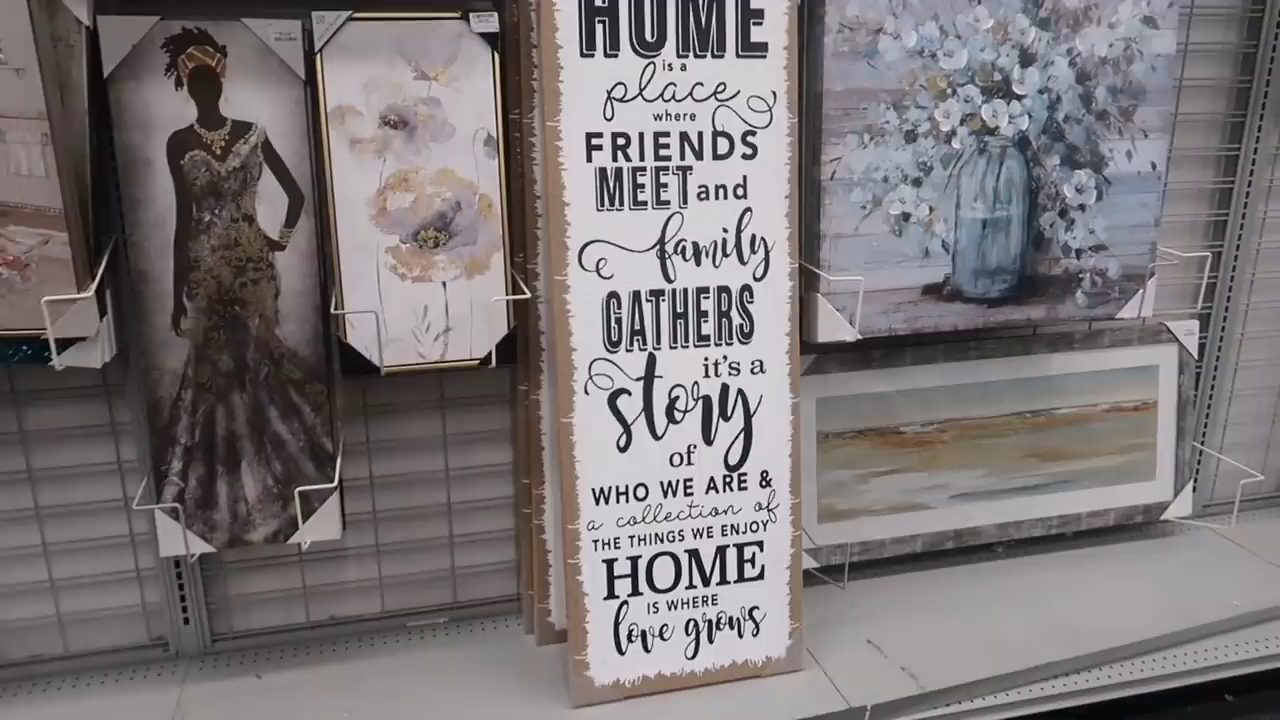 HOME
is a
place
where
FRIENDS
MEET and
family
GATHERS
it's a
story
of
WHO WE ARE &
a collection of
THE THINGS WE ENJOY
HOME
IS WHERE
love grows